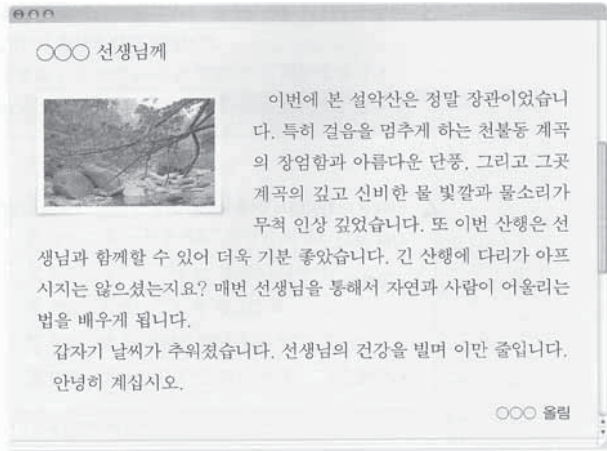 ○○○ 선생님께
이번에 본 설악산은 정말 장관이었습니
다. 특히 걸음을 멈추게 하는 천불동 계곡
의 장엄함과 아름다운 단풍, 그리고 그곳
계곡의 깊고 신비한 물 빛깔과 물소리가
무척 인상 깊었습니다. 또 이번 산행은 선
생님과 함께할 수 있어 더욱 기분 좋았습니다. 긴 산행에 다리가 아프
시지는 않으셨는지요? 매번 선생님을 통해서 자연과 사람이 어울리는
법을 배우게 됩니다.
갑자기 날씨가 추워졌습니다. 선생님의 건강을 빌며 이만 줄입니다.
안녕히 계십시오.
○○○ 올림